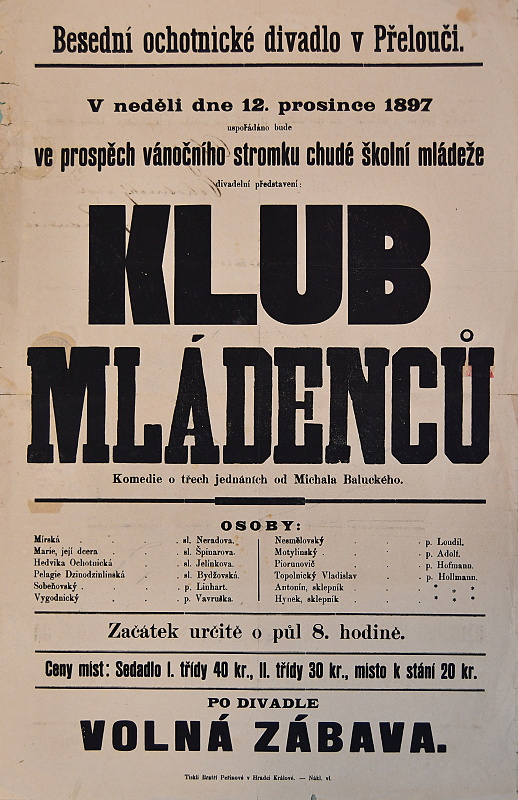 Besední ochotnické divadlo v Přelouči.
V neděli dne 12. prosince 1897
uspořádáno bude
ve prospěch vánočního stromku chudé školní mládeže
divadelní představení:
KLUB
MLÁDENCŮ
Komedie o třech jednáních od Michala Baluckého.
OSOBY:
Mirská . . . sl. Neradova.
Marie, její dcera . . . sl. Špinarova.
Hedvika Ochotnická . . sl. Jelínkova.
Pelagie Dzinodzinlinská . sl. Bydžovská.
Sobeňovský . . . p. Linhart.
Vygodnický . . . p. Vavruška.
Nesmělovský . . . p. Loudil.
Motylinský . . . p. Adolf.
Piorunovič . . . p. Hofmann.
Topolnický Vladislav . . p. Hollmann.
Antonín, sklepník . . * * *
Hynek, sklepník . . * * *
Začátek určitě o půl 8. hodině.
Ceny míst: Sedadlo I. třídy 40 kr., II. třídy 30 kr., místo k stání 20 kr.
PO DIVADLE
VOLNÁ ZÁBAVA.
Tiskli Bratří Peřinové v Hradci Králové. — Nákl. vl.